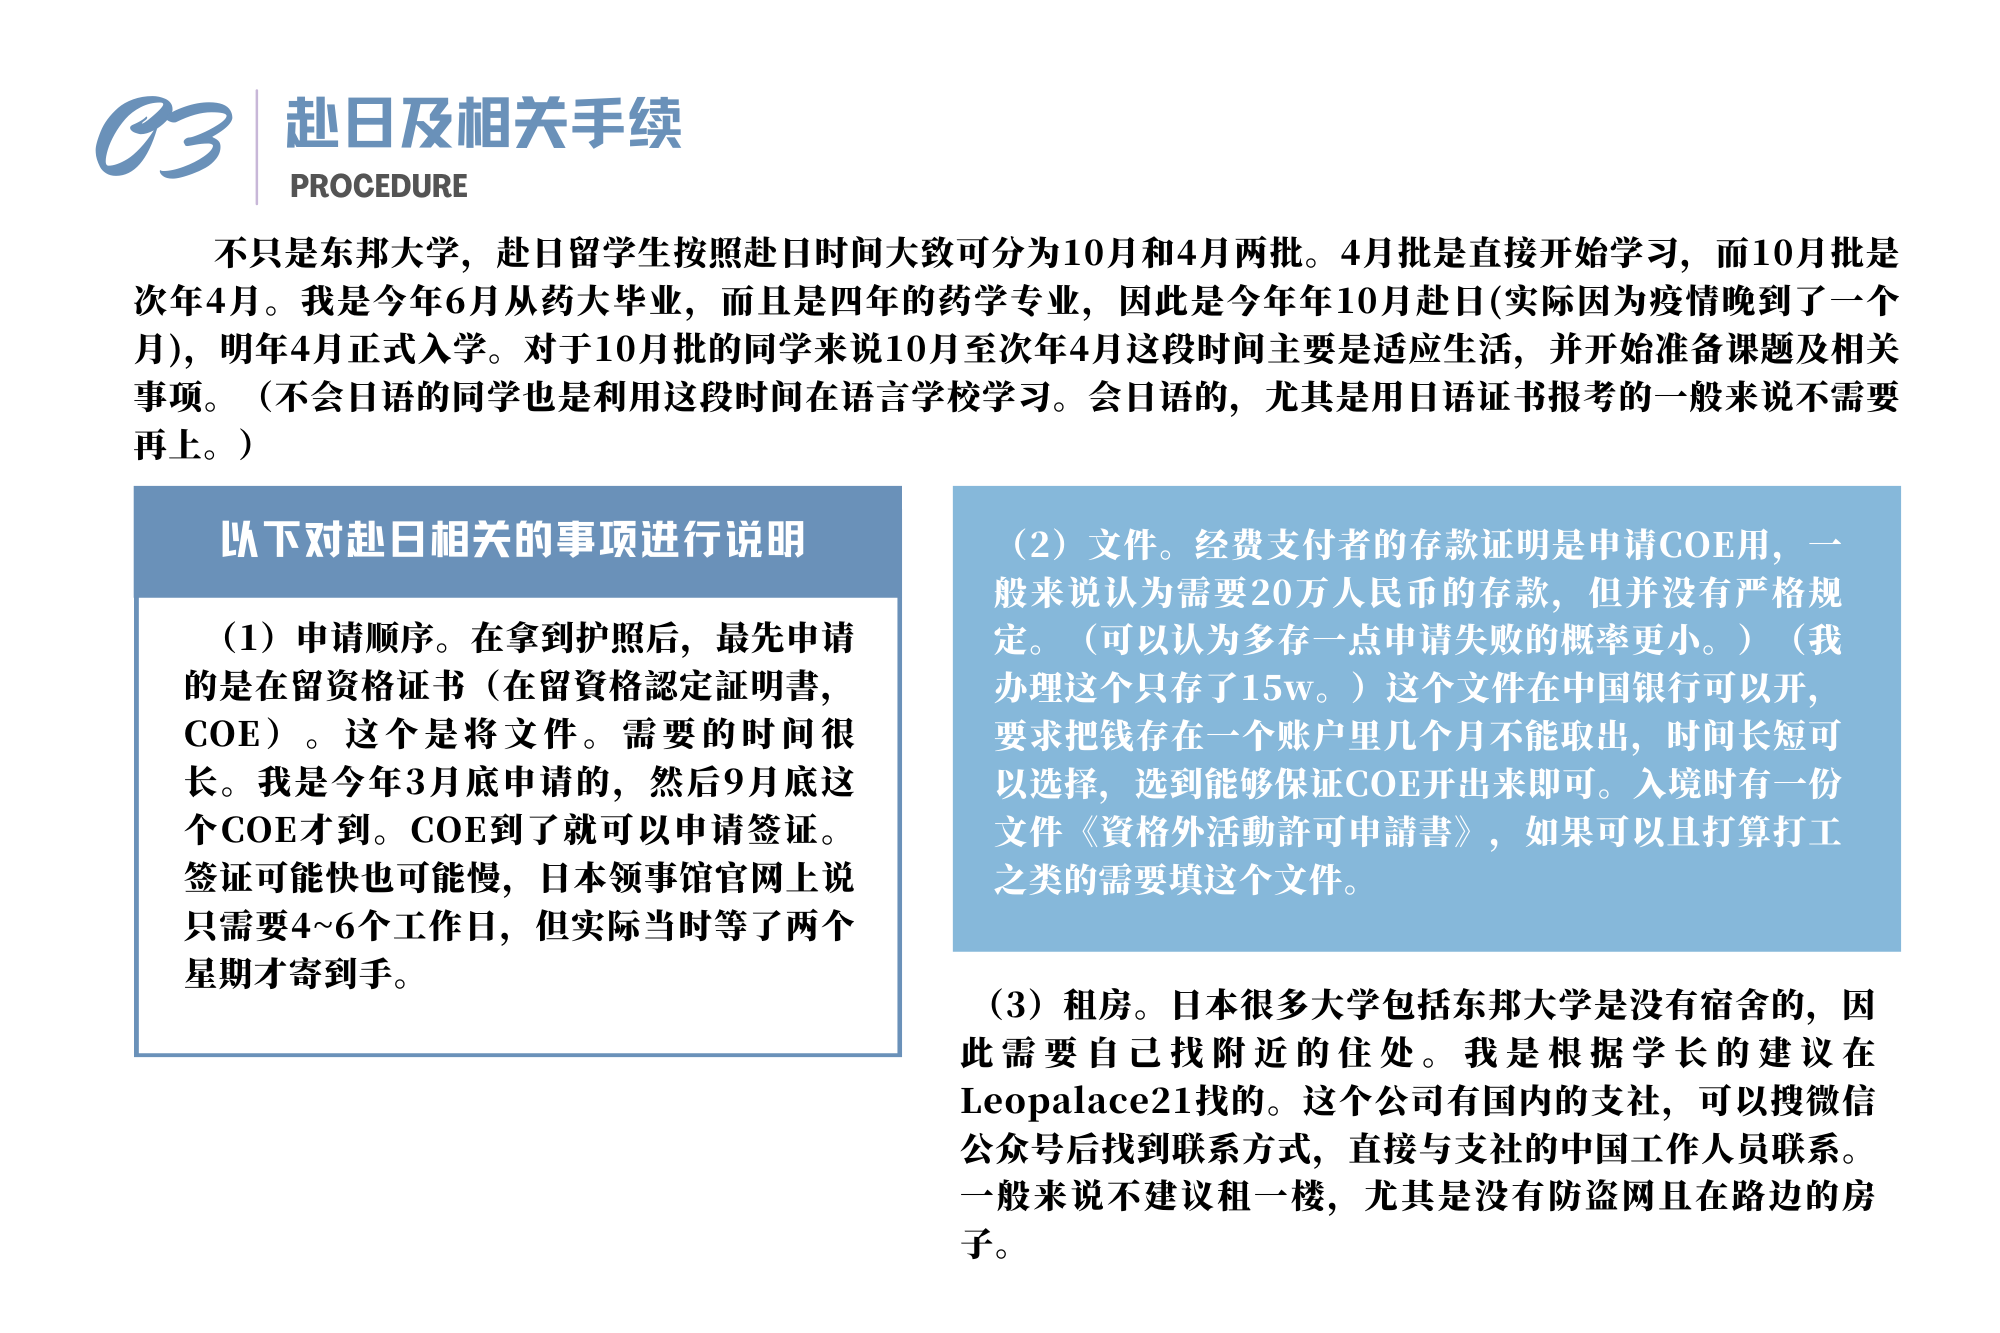 03
赴日及相关手续
PROCEDURE
不只是东邦大学，赴日留学生按照赴日时间大致可分为10月和4月两批。4月批是直接开始学习，而10月批是
次年4月。我是今年6月从药大毕业，而且是四年的药学专业，因此是今年年10月赴日(实际因为疫情晚到了一个
月)，明年4月正式入学。对于10月批的同学来说10月至次年4月这段时间主要是适应生活，并开始准备课题及相关
事项。（不会日语的同学也是利用这段时间在语言学校学习。会日语的，尤其是用日语证书报考的一般来说不需要
再上。）
以下对赴日相关的事项进行说明
（1）申请顺序。在拿到护照后，最先申请
的是在留资格证书（在留資格認定証明書，
COE）。这个是将文件。需要的时间很
长。我是今年3月底申请的，然后9月底这
个COE才到。COE到了就可以申请签证。
签证可能快也可能慢，日本领事馆官网上说
只需要4~6个工作日，但实际当时等了两个
星期才寄到手。
（2）文件。经费支付者的存款证明是申请COE用，一
般来说认为需要20万人民币的存款，但并没有严格规
定。（可以认为多存一点申请失败的概率更小。）（我
办理这个只存了15w。）这个文件在中国银行可以开，
要求把钱存在一个账户里几个月不能取出，时间长短可
以选择，选到能够保证COE开出来即可。入境时有一份
文件《資格外活動許可申請書》，如果可以且打算打工
之类的需要填这个文件。
（3）租房。日本很多大学包括东邦大学是没有宿舍的，因
此需要自己找附近的住处。我是根据学长的建议在
Leopalace21找的。这个公司有国内的支社，可以搜微信
公众号后找到联系方式，直接与支社的中国工作人员联系。
一般来说不建议租一楼，尤其是没有防盗网且在路边的房
子。